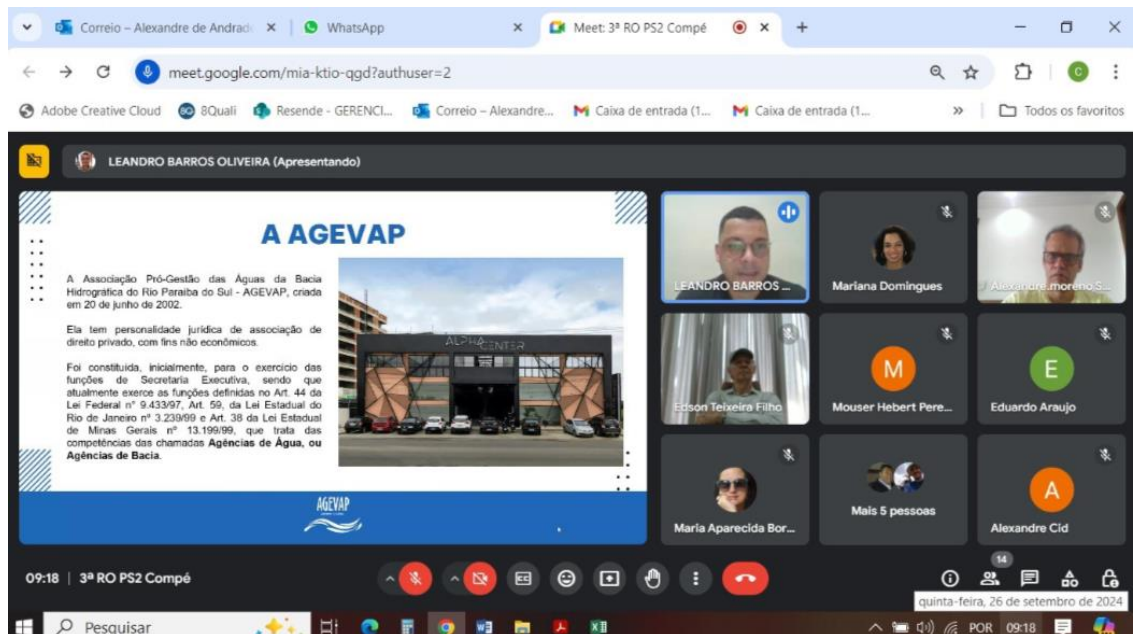 Correio – Alexandre de Andrad
WhatsApp
Meet: 3ª RO PS2 Compé
meet.google.com/mia-ktio-qgd?authuser=2
C
Adobe Creative Cloud
8Quali
Resende - GERENCI...
Correio – Alexandre...
Caixa de entrada (1...
Caixa de entrada (1...
»
Todos os favoritos
LEANDRO BARROS OLIVEIRA (Apresentando)
A AGEVAP
A Associação Pró-Gestão das Águas da Bacia
Hidrográfica do Rio Paraíba do Sul - AGEVAP, criada
em 20 de junho de 2002.
Ela tem personalidade jurídica de associação de
direito privado, com fins não econômicos.
Foi constituída, inicialmente, para o exercício das
funções de Secretaria Executiva, sendo que
atualmente exerce as funções definidas no Art. 44 da
Lei Federal n° 9.433/97, Art. 59, da Lei Estadual do
Rio de Janeiro nº 3.239/99 e Art. 38 da Lei Estadual
de Minas Gerais nº 13.199/99, que trata das
competências das chamadas Agências de Água, ou
Agências de Bacia.
ALPHACENTER
AGEVAP
LEANDRO BARROS ...
Mariana Domingues
Alexandre.moreno S...
Edson Teixeira Filho
M
Mouser Hebert Pere...
E
Eduardo Araujo
Maria Aparecida Bor...
Mais 5 pessoas
A
Alexandre Cid
09:18 | 3ª RO PS2 Compé
CC
14
quinta-feira, 26 de setembro de 2024
Pesquisar
POR
09:18